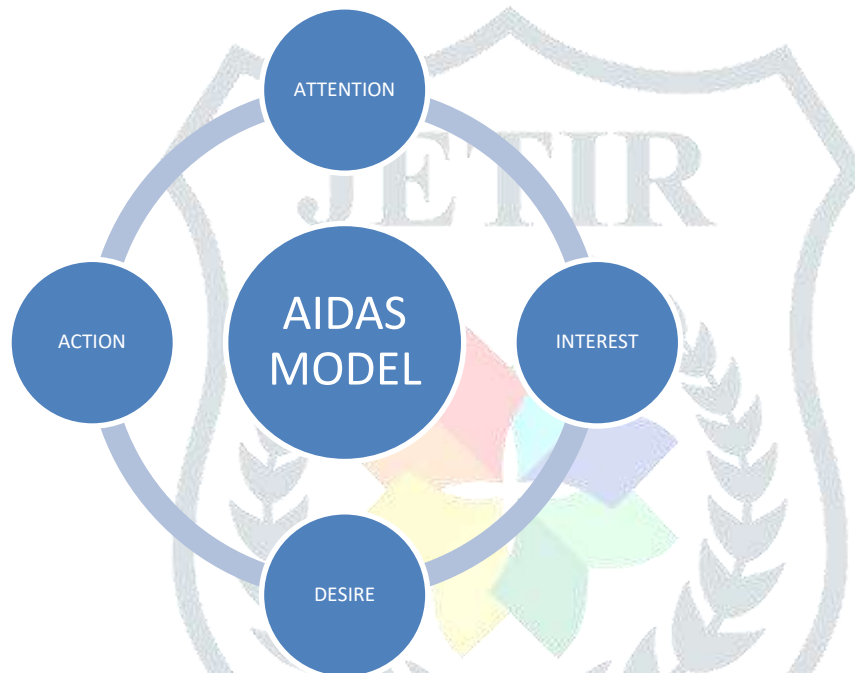 ATTENTION
JETIR
AIDAS
MODEL
ACTION
INTEREST
DESIRE